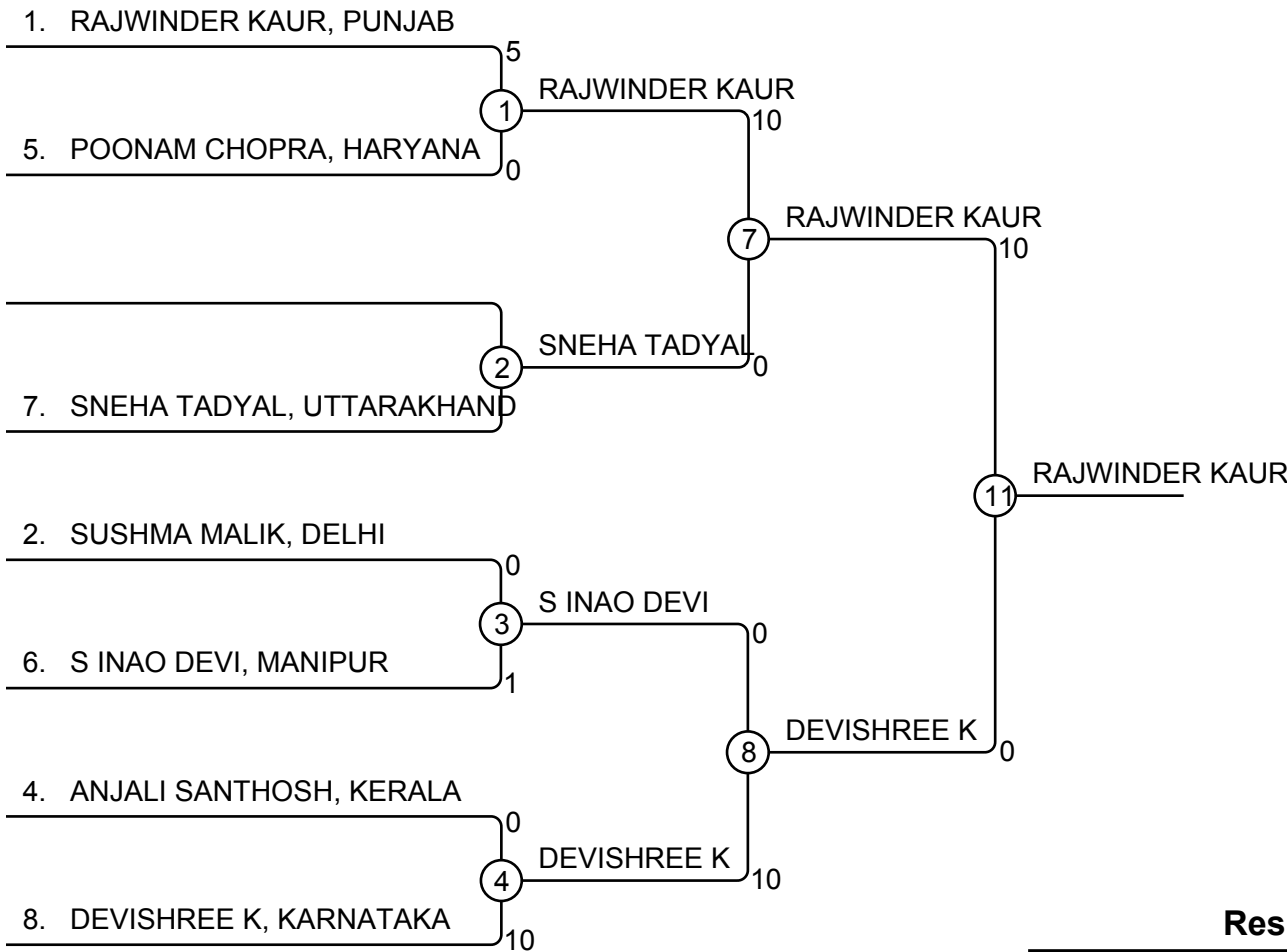 1. RAJWINDER KAUR, PUNJAB
5
1
RAJWINDER KAUR
10
5. POONAM CHOPRA, HARYANA
0
7
RAJWINDER KAUR
10
2
SNEHA TADYAL
0
7. SNEHA TADYAL, UTTARAKHAND
11
RAJWINDER KAUR
2. SUSHMA MALIK, DELHI
0
3
S INAO DEVI
0
6. S INAO DEVI, MANIPUR
1
8
DEVISHREE K
0
4. ANJALI SANTHOSH, KERALA
0
4
DEVISHREE K
10
8. DEVISHREE K, KARNATAKA
10
Res